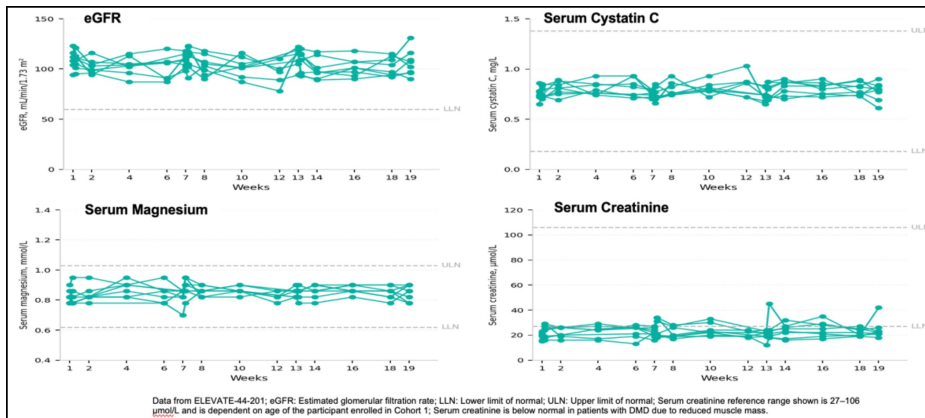 eGFR
eGFR, mL/min/1.73 m²
150
100
50
0
LLN
1 2 4 6 7 8 10 12 13 14 16 18 19
Weeks
Serum Cystatin C
Serum cystatin C, mg/L
1.5
1.0
0.5
0.0
ULN
LLN
1 2 4 6 7 8 10 12 13 14 16 18 19
Weeks
Serum Magnesium
Serum magnesium, mmol/L
1.4
1.2
1.0
0.8
0.6
0.4
ULN
LLN
1 2 4 6 7 8 10 12 13 14 16 18 19
Serum Creatinine
Serum creatinine, μmol/L
120
100
80
60
40
20
0
ULN
LLN
1 2 4 6 7 8 10 12 13 14 16 18 19
Data from ELEVATE-44-201; eGFR: Estimated glomerular filtration rate; LLN: Lower limit of normal; ULN: Upper limit of normal; Serum creatinine reference range shown is 27–106
μmol/L and is dependent on age of the participant enrolled in Cohort 1; Serum creatinine is below normal in patients with DMD due to reduced muscle mass.